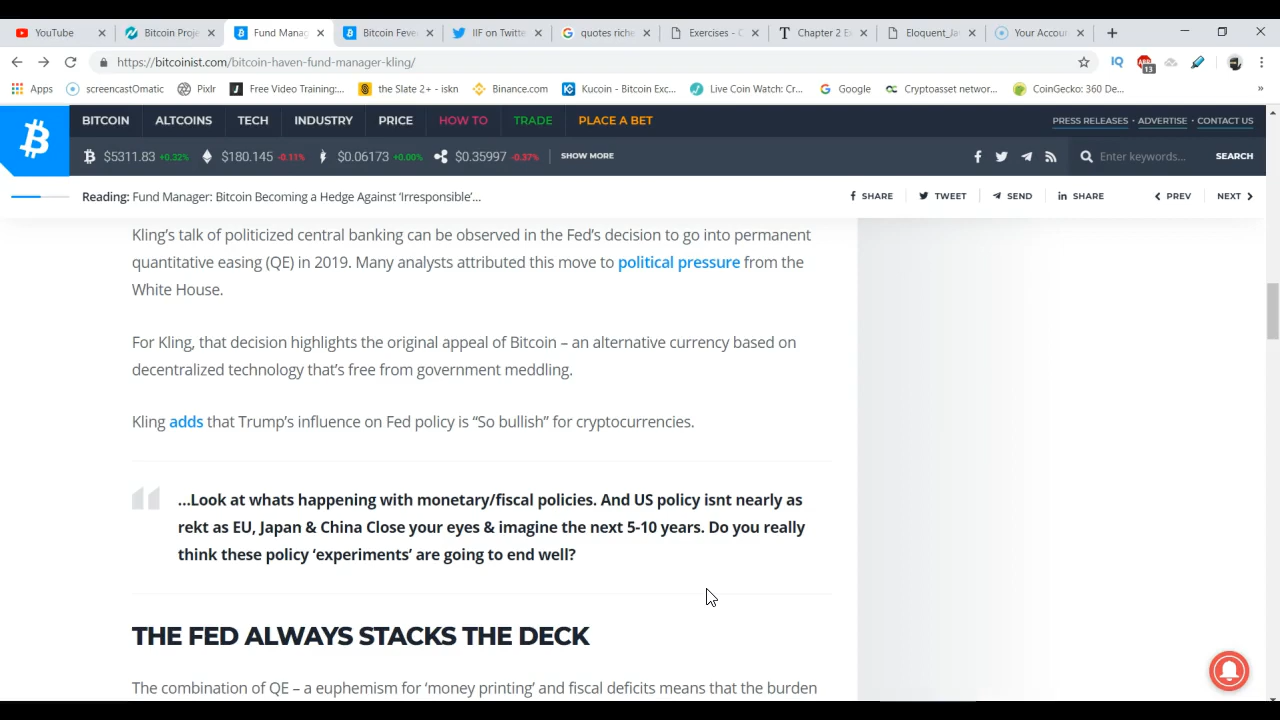 YouTube
Bitcoin Proje
Fund Manag
Bitcoin Feve
IIF on Twitte
quotes riche
Exercises - C
Chapter 2 E
Eloquent_Ja
Your Accou
https://bitcoinist.com/bitcoin-haven-fund-manager-kling/
IQ
ABP
13
Apps
screencastOmatic
Pixlr
Free Video Training:...
the Slate 2+ - iskn
Binance.com
Kucoin - Bitcoin Exc...
Live Coin Watch: Cr...
Google
Cryptoasset networ...
CoinGecko: 360 De...
»
BITCOIN
ALTCOINS
TECH
INDUSTRY
PRICE
HOW TO
TRADE
PLACE A BET
PRESS RELEASES • ADVERTISE • CONTACT US
$5311.83 +0.32%
$180.145 -0.11%
$0.06173 +0.00%
$0.35997 -0.37%
SHOW MORE
Enter keywords...
SEARCH
Reading: Fund Manager: Bitcoin Becoming a Hedge Against ‘Irresponsible’...
SHARE
TWEET
SEND
SHARE
PREV
NEXT
Kling’s talk of politicized central banking can be observed in the Fed’s decision to go into permanent
quantitative easing (QE) in 2019. Many analysts attributed this move to political pressure from the
White House.
For Kling, that decision highlights the original appeal of Bitcoin – an alternative currency based on
decentralized technology that’s free from government meddling.
Kling adds that Trump’s influence on Fed policy is “So bullish” for cryptocurrencies.
…Look at whats happening with monetary/fiscal policies. And US policy isnt nearly as
rekt as EU, Japan & China Close your eyes & imagine the next 5-10 years. Do you really
think these policy ‘experiments’ are going to end well?
THE FED ALWAYS STACKS THE DECK
The combination of QE – a euphemism for ‘money printing’ and fiscal deficits means that the burden